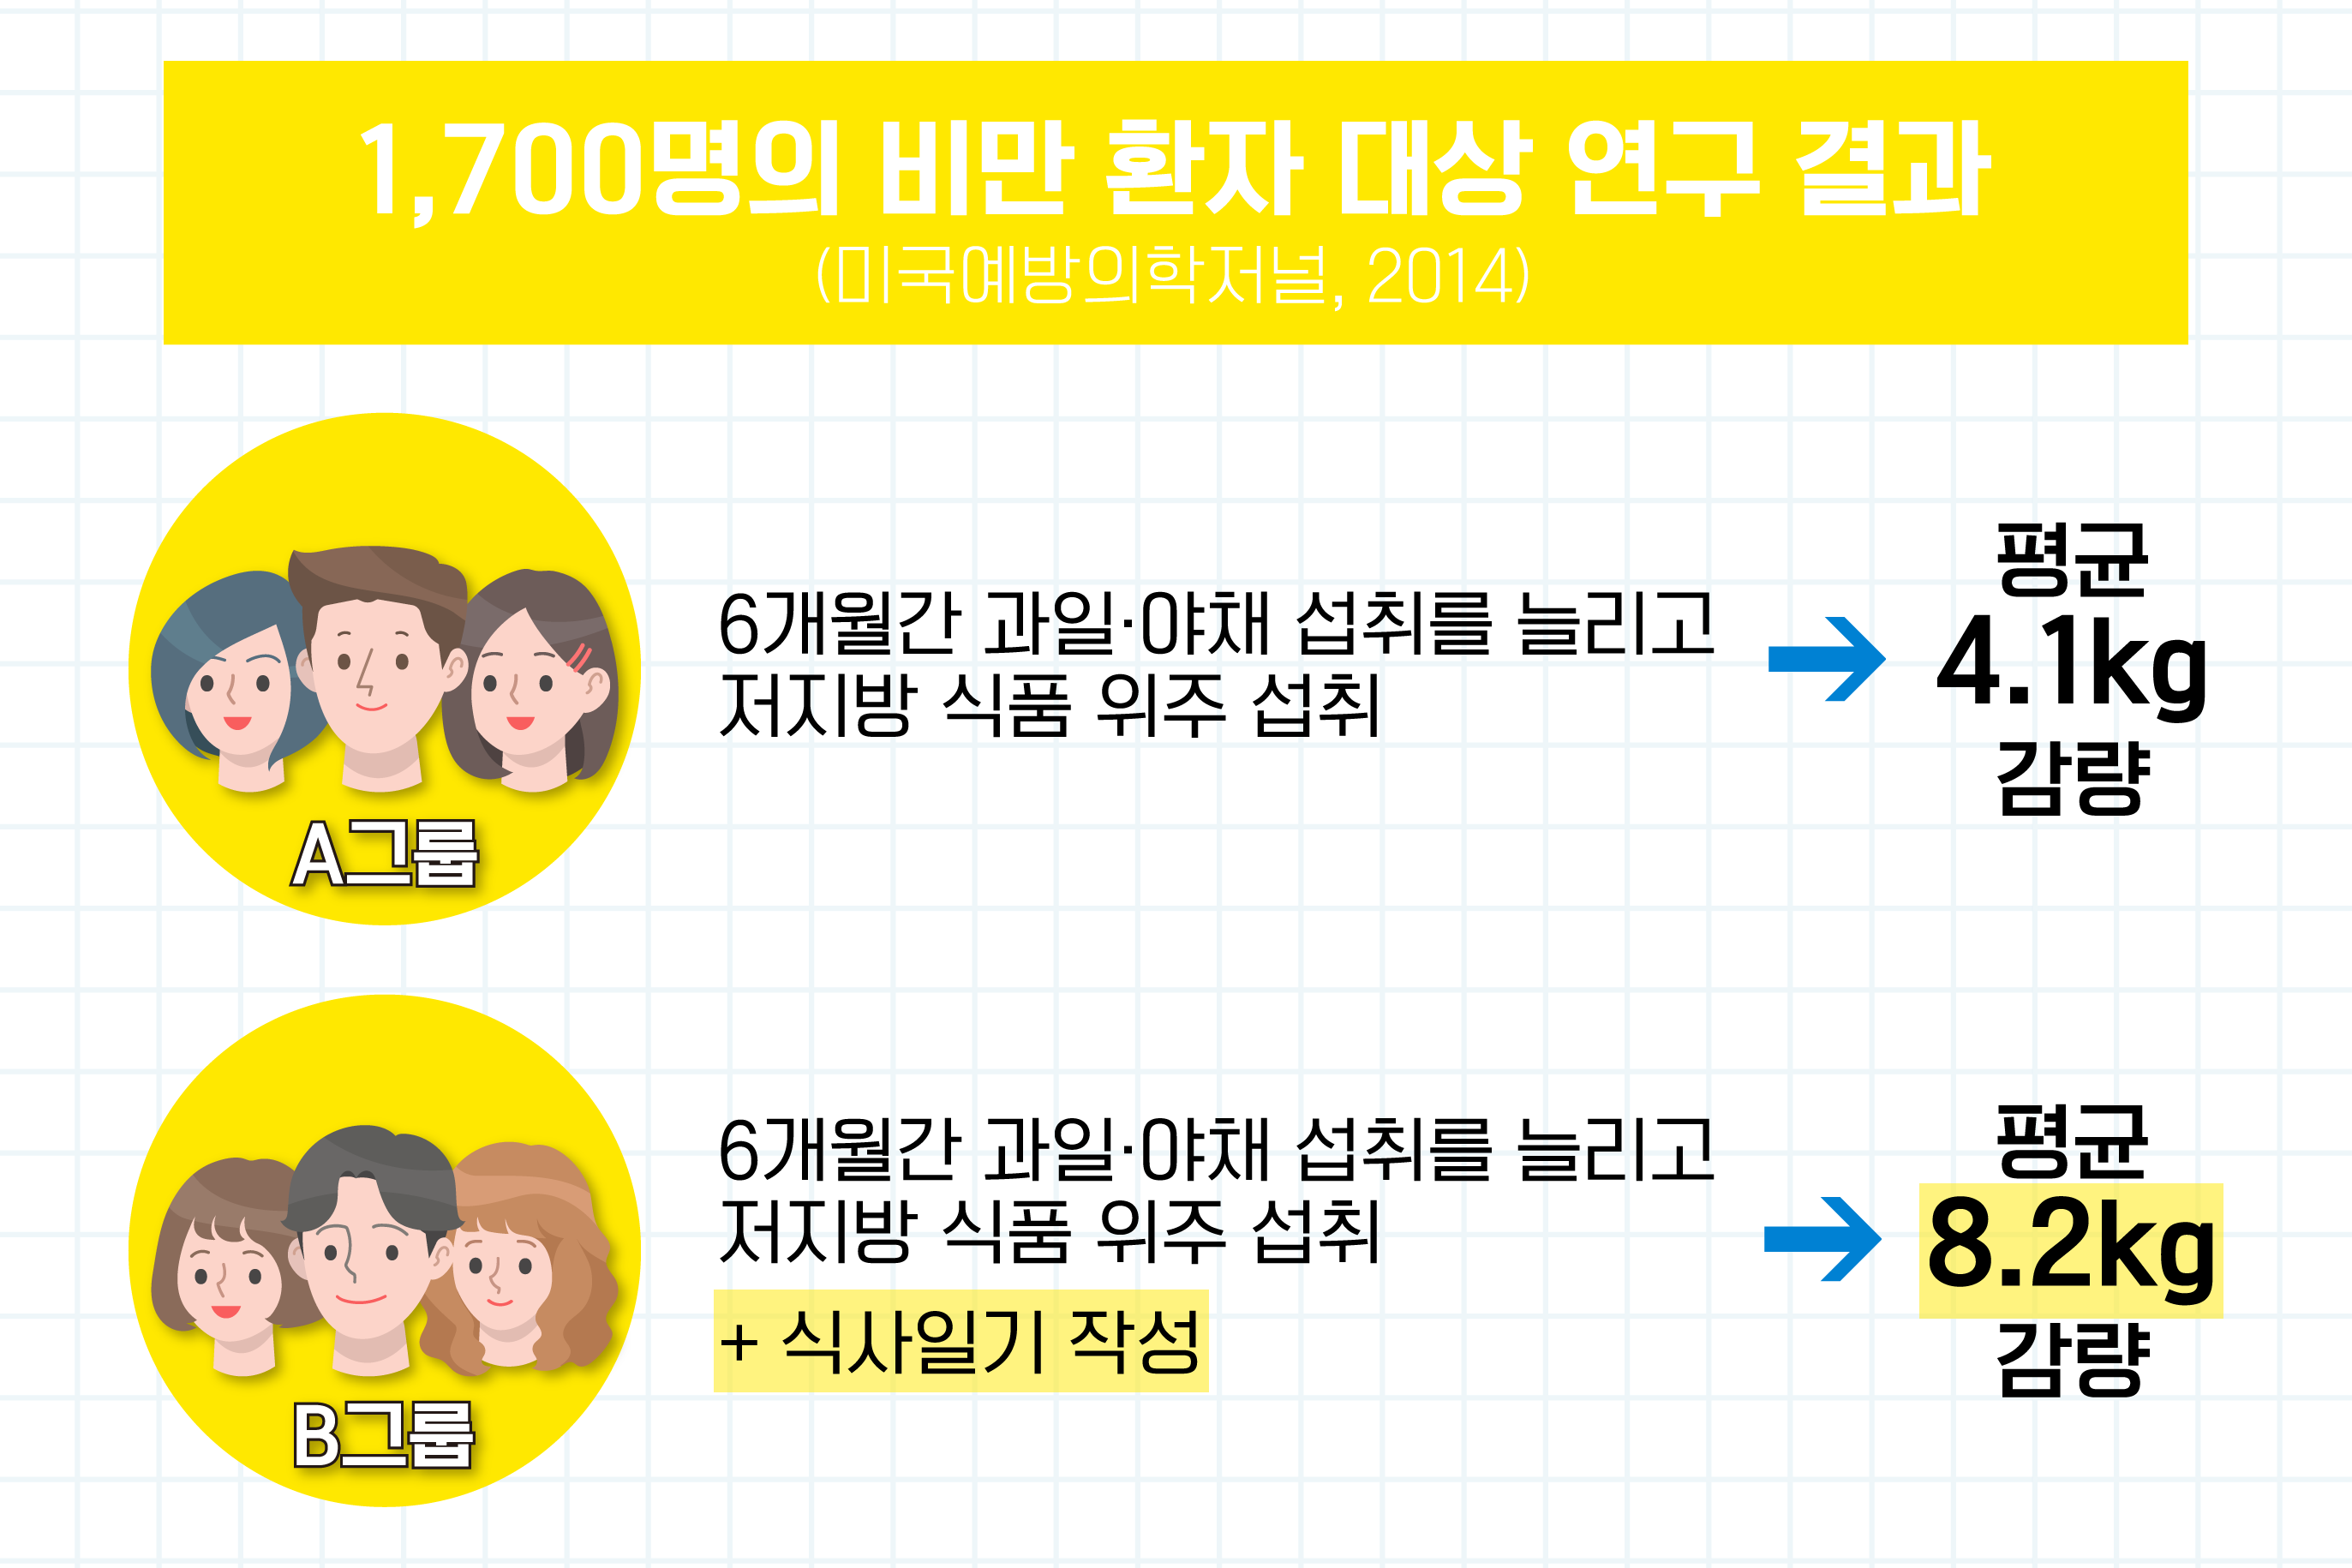 1,700명의 비만 환자 대상 연구 결과
(미국예방의학저널, 2014)
A그룹
6개월간 과일·야채 섭취를 늘리고
저지방 식품 위주 섭취
평균
4.1kg
감량
B그룹
6개월간 과일·야채 섭취를 늘리고
저지방 식품 위주 섭취
+ 식사일기 작성
평균
8.2kg
감량